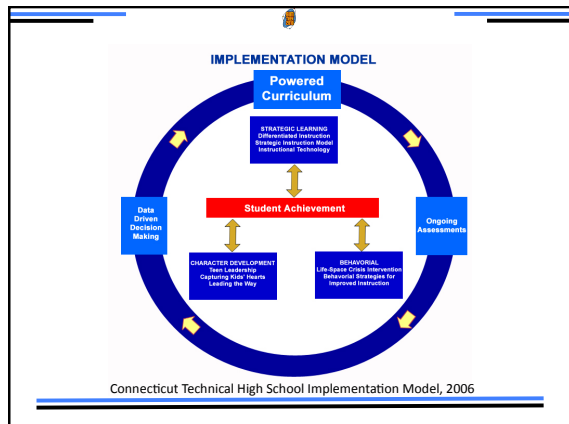 IMPLEMENTATION MODEL
Powered
Curriculum
STRATEGIC LEARNING
Differentiated Instruction
Strategic Instruction Model
Instructional Technology
Data
Driven
Decision
Making
Student Achievement
Ongoing
Assessments
CHARACTER DEVELOPMENT
Teen Leadership
Capturing Kids' Hearts
Leading the Way
BEHAVORIAL
Life-Space Crisis Intervention
Behavorial Strategies for
Improved Instruction
Connecticut Technical High School Implementation Model, 2006